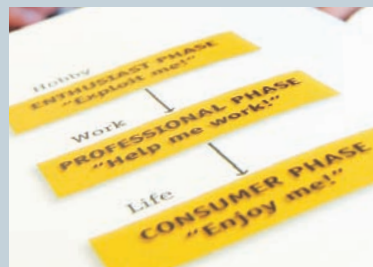 Hobby
ENTHUSIAST PHASE
"Exploit me!"
Work
PROFESSIONAL PHASE
"Help me work!"
Life
CONSUMER PHASE
"Enjoy me!"